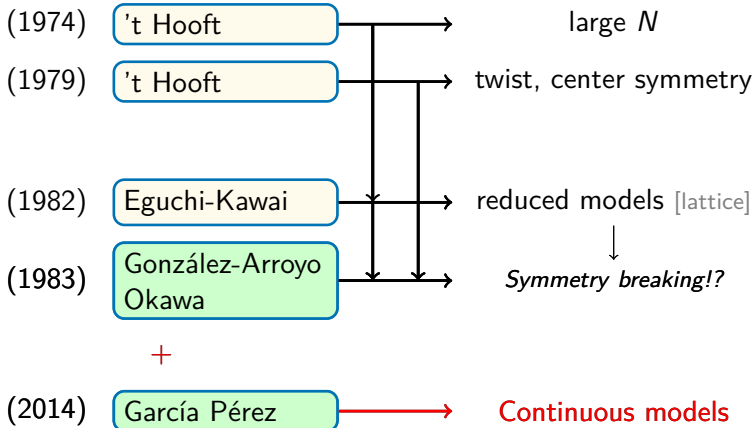 (1974) 't Hooft large N
(1979) 't Hooft twist, center symmetry
(1982) Eguchi-Kawai reduced models [lattice]
(1983) González-Arroyo
Okawa Symmetry breaking!?
+
(2014) García Pérez Continuous models